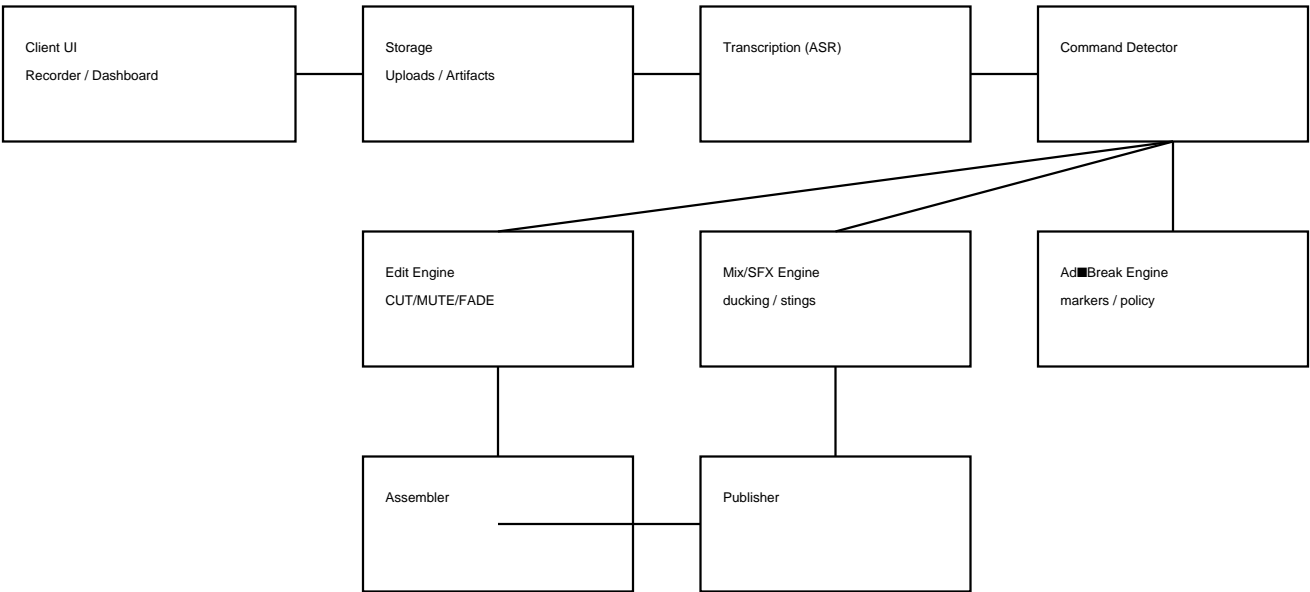 Client UI
Recorder / Dashboard
Storage
Uploads / Artifacts
Transcription (ASR)
Command Detector
Edit Engine
CUT/MUTE/FADE
Mix/SFX Engine
ducking / stings
Ad■Break Engine
markers / policy
Assembler
Publisher